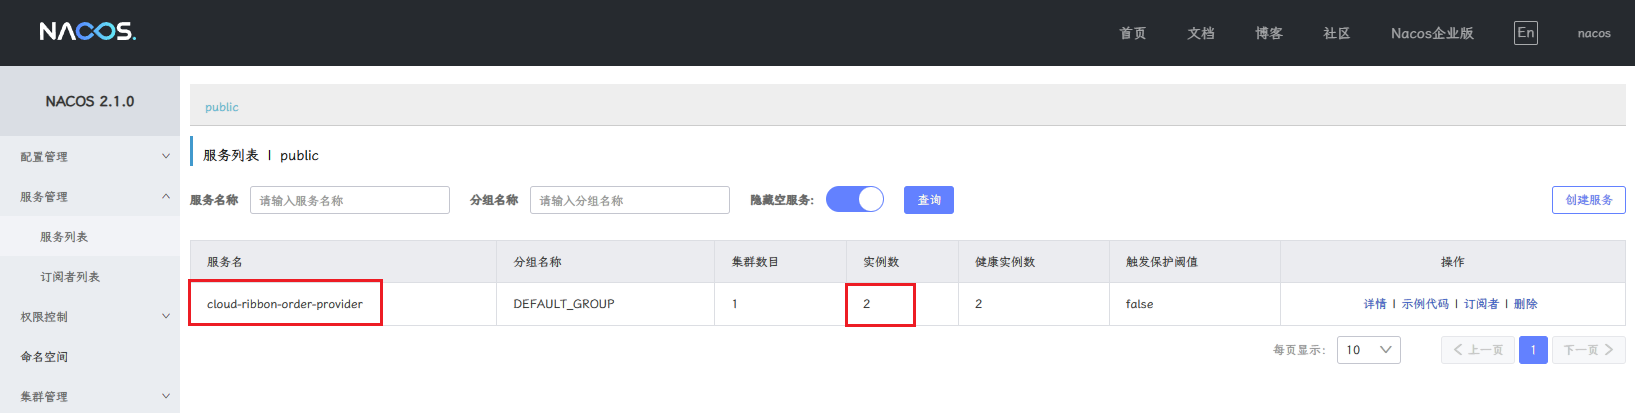 NACOS.
首页 文档 博客 社区 Nacos企业版 En nacos
NACOS 2.1.0
配置管理
服务管理
服务列表
订阅者列表
权限控制
命名空间
集群管理
public
服务列表 | public
服务名称 请输入服务名称 分组名称 请输入分组名称 隐藏空服务: 查询 创建服务
服务名 分组名称 集群数目 实例数 健康实例数 触发保护阈值 操作
cloud-ribbon-order-provider DEFAULT_GROUP 1 2 2 false 详情 | 示例代码 | 订阅者 | 删除
每页显示: 10 上一页 1 下一页